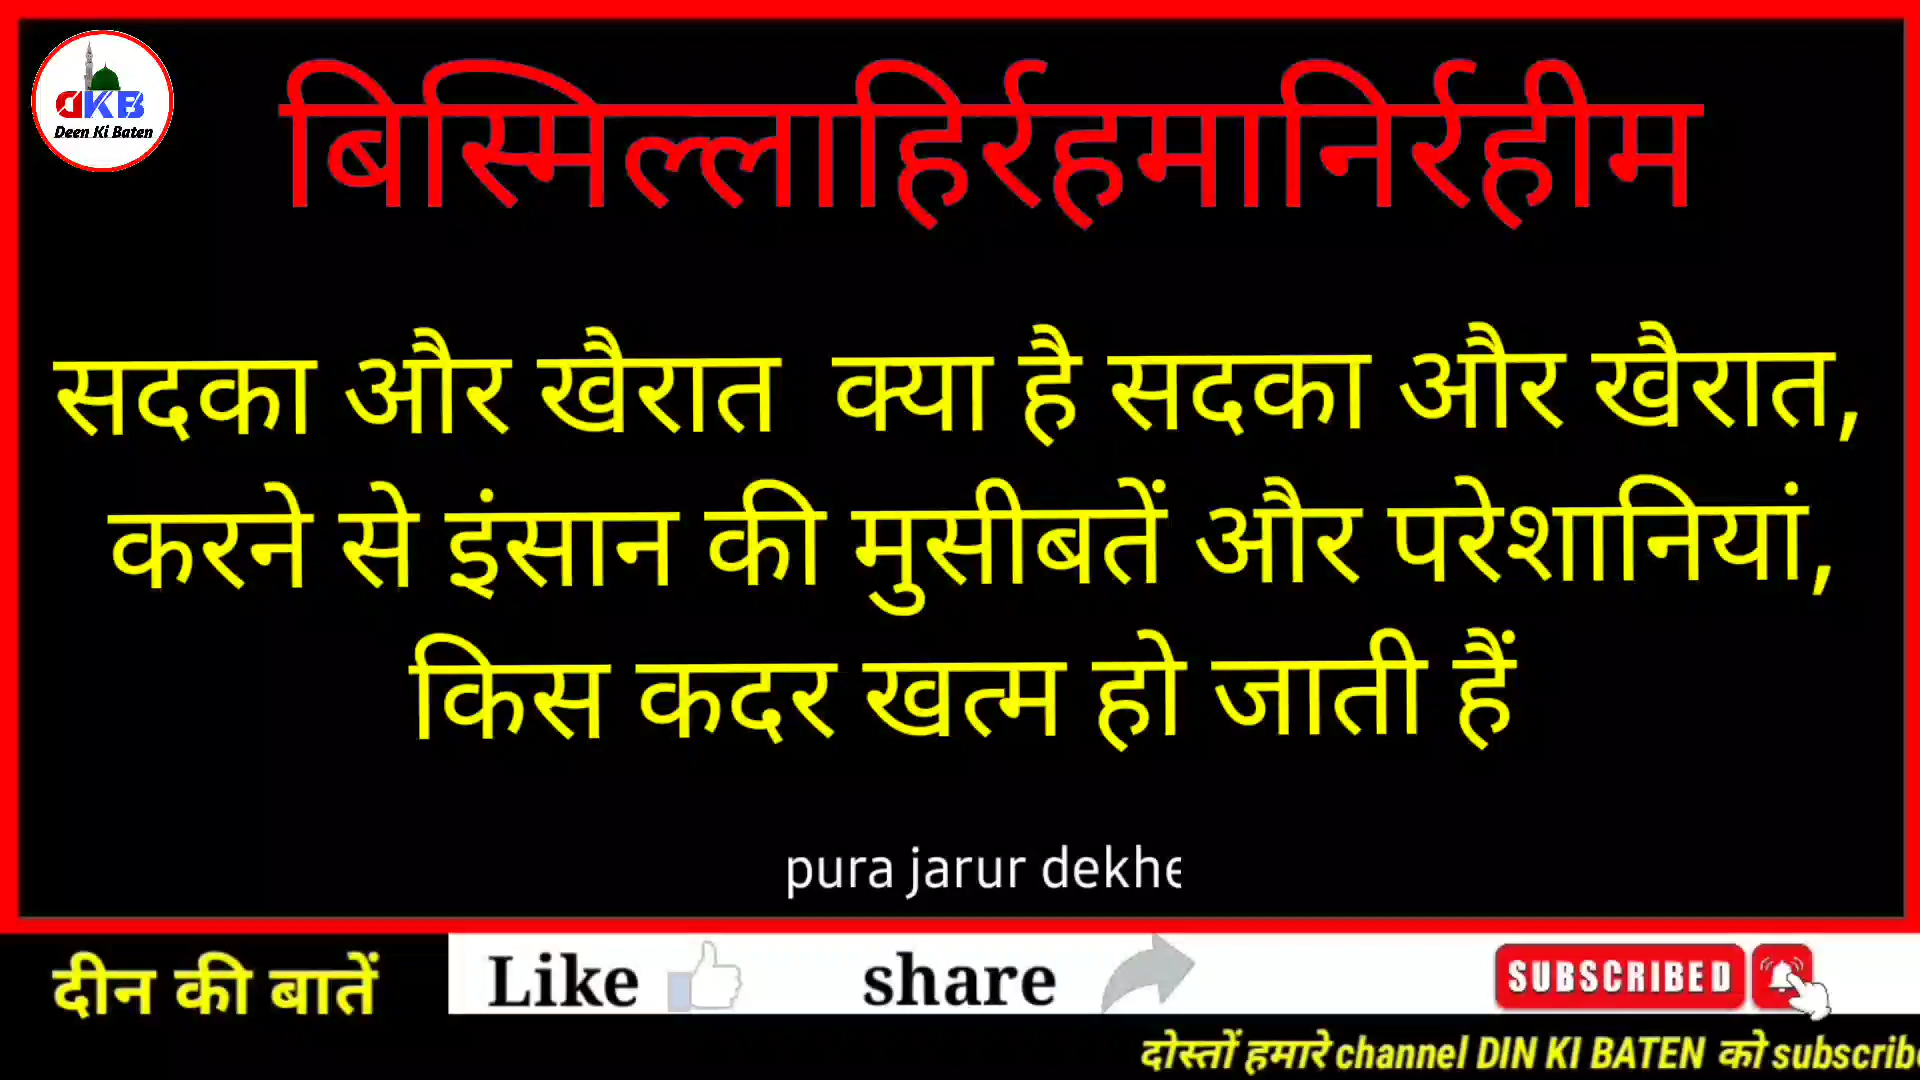 DKB
Deen Ki Baten
बिस्मिल्लाहिर्रहमानिर्रहीम
सदका और खैरात क्या है सदका और खैरात,
करने से इंसान की मुसीबतें और परेशानियां,
किस कदर खत्म हो जाती हैं
pura jarur dekhe
दीन की बातें
Like share SUBSCRIBED
दोस्तों हमारे channel DIN KI BATEN को subscribe